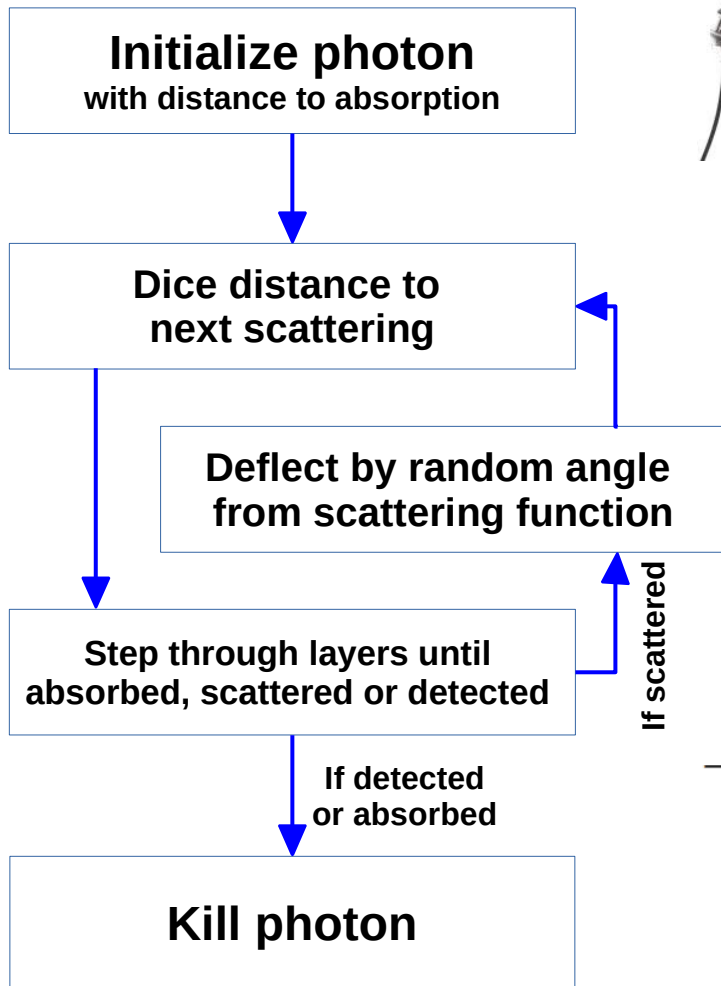 Initialize photon
with distance to absorption
Dice distance to
next scattering
Deflect by random angle
from scattering function
If scattered
Step through layers until
absorbed, scattered or detected
If detected
or absorbed
Kill photon